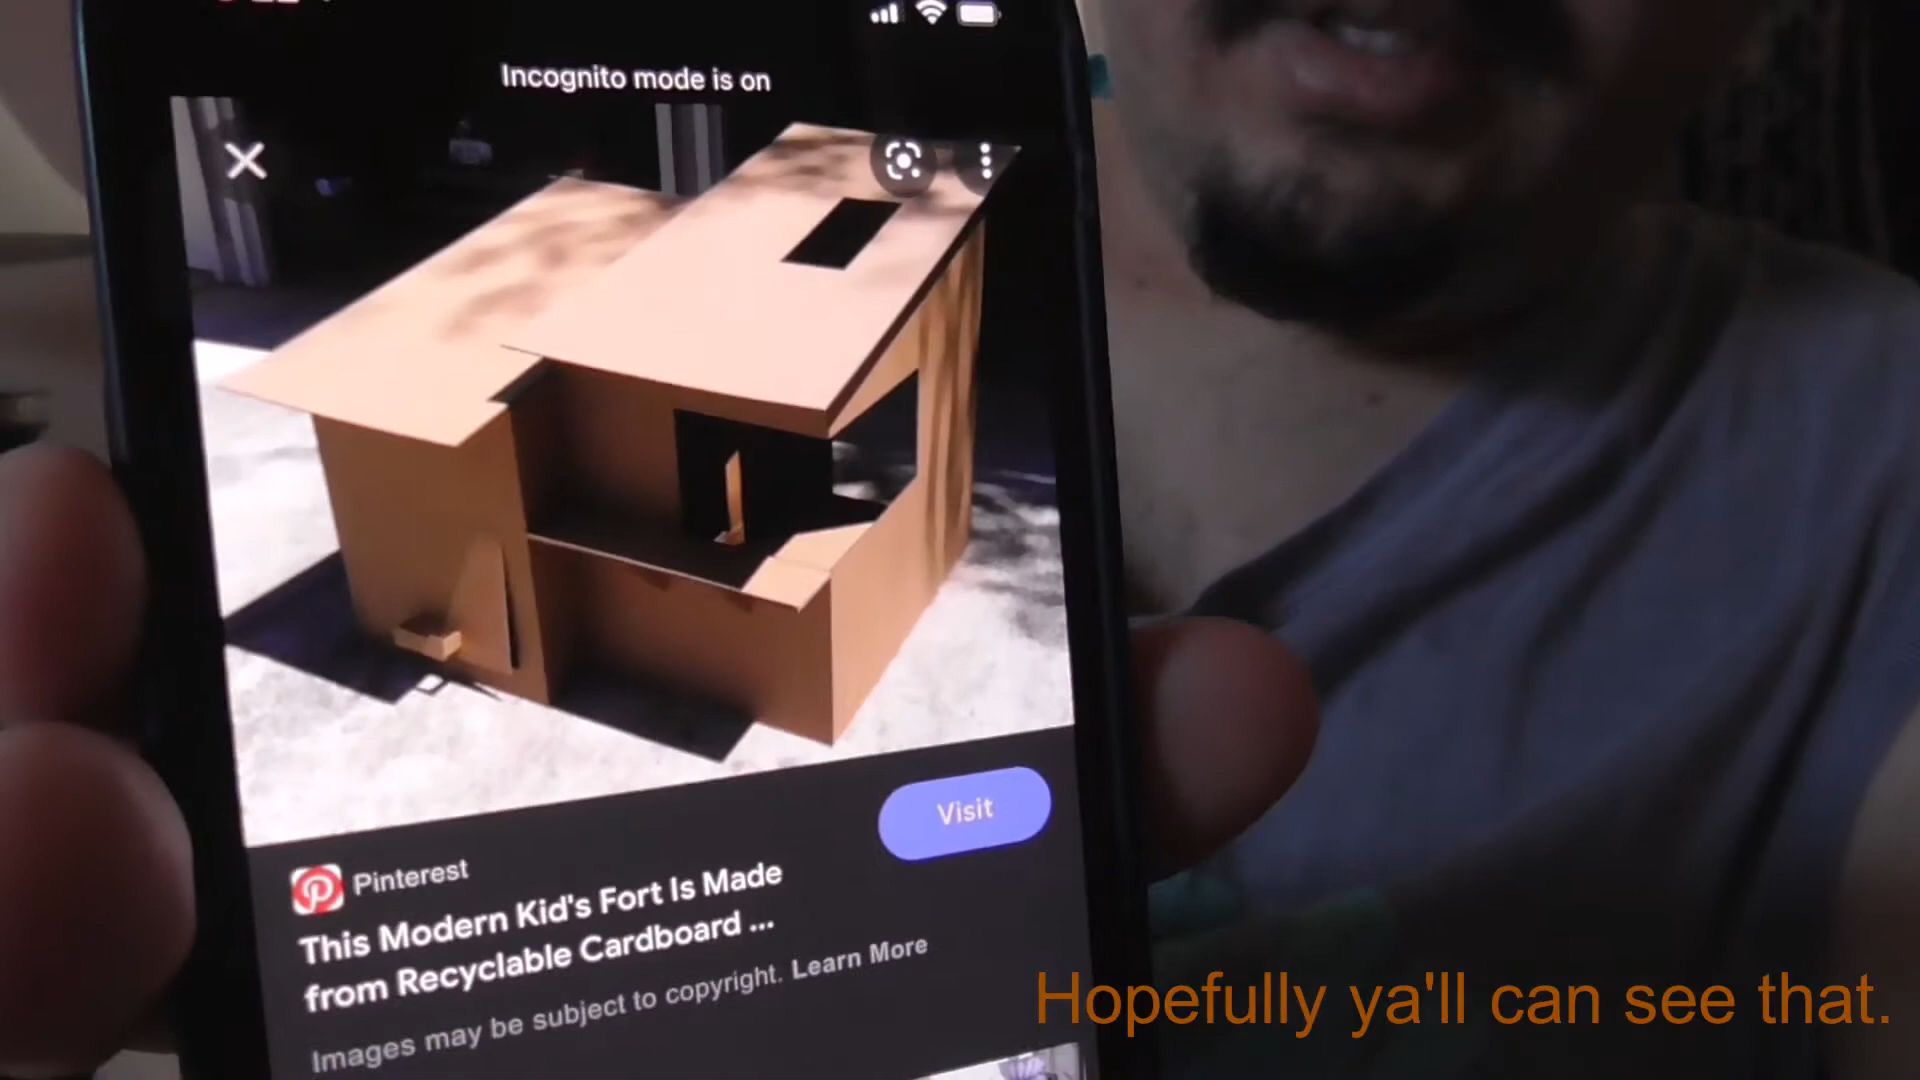 Incognito mode is on
Visit
Pinterest
This Modern Kid's Fort Is Made
from Recyclable Cardboard ...
Images may be subject to copyright. Learn More
Hopefully ya'll can see that.